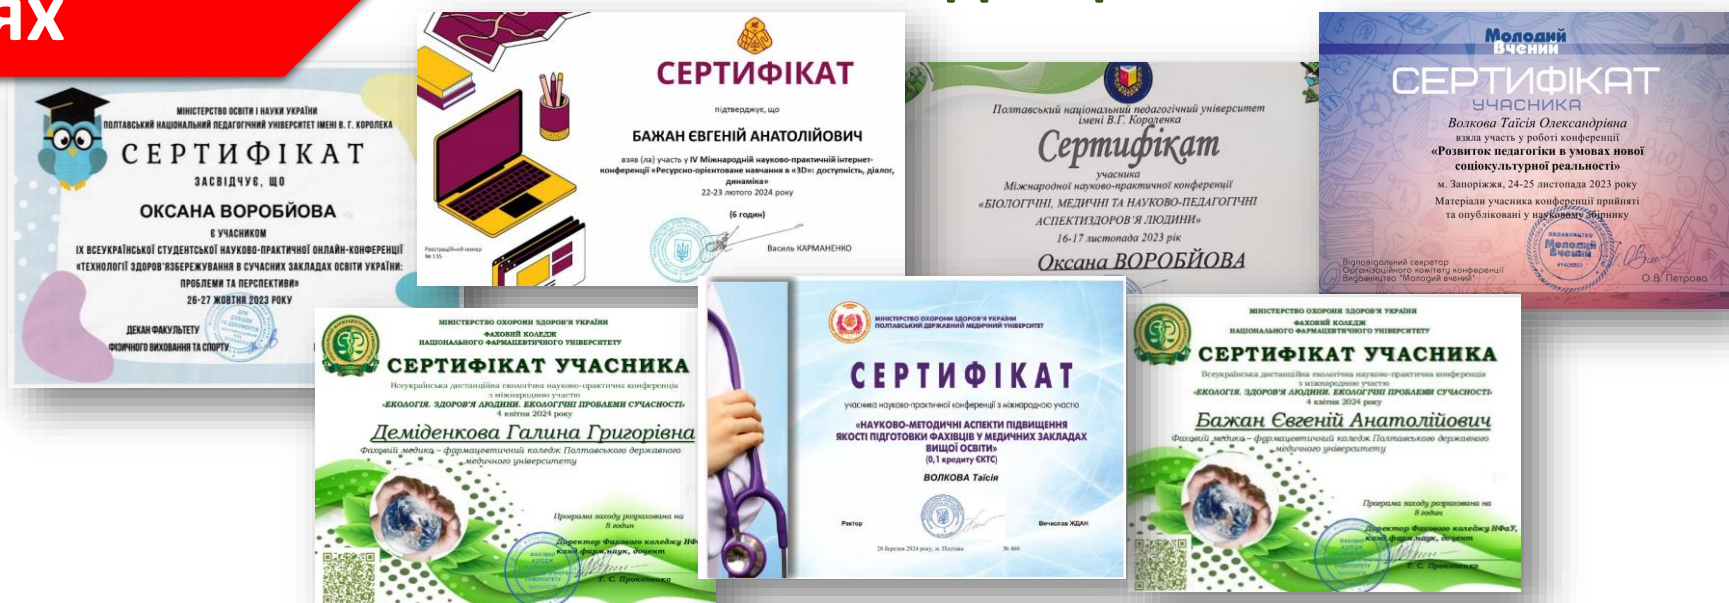 ях
МІНІСТЕРСТВО ОСВІТИ І НАУКИ УКРАЇНИ
ПОЛТАВСЬКИЙ НАЦІОНАЛЬНИЙ ПЕДАГОГІЧНИЙ УНІВЕРСИТЕТ ІМЕНІ В. Г. КОРОЛЕКА
СЕРТИФІКАТ
ЗАСВІДЧУЄ, ЩО
ОКСАНА ВОРОБЙОВА
Є УЧАСНИКОМ
ІХ ВСЕУКРАЇНСЬКОЇ СТУДЕНТСЬКОЇ НАУКОВО-ПРАКТИЧНОЇ ОНЛАЙН-КОНФЕРЕНЦІЇ
«ТЕХНОЛОГІЇ ЗДОРОВ'ЯЗБЕРЕЖУВАННЯ В СУЧАСНИХ ЗАКЛАДАХ ОСВІТИ УКРАЇНИ:
ПРОБЛЕМИ ТА ПЕРСПЕКТИВИ»
26-27 ЖОВТНЯ 2023 РОКУ
ДЕКАН ФАКУЛЬТЕТУ
ФІЗИЧНОГО ВИХОВАННЯ ТА СПОРТУ
СЕРТИФІКАТ
підтверджує, що
БАЖАН ЄВГЕНІЙ АНАТОЛІЙОВИЧ
взяв (ла) участь у IV Міжнародній науково-практичній інтернет-
конференції «Ресурсно-орієнтоване навчання в «3D»: доступність, діалог,
динаміка»
22-23 лютого 2024 року
(6 годин)
Реєстраційний номер
№ 135
Василь КАРМАНЕНКО
Полтавський національний педагогічний університет
імені В.Г. Короленка
Сертифікат
учасника
Міжнародної науково-практичної конференції
«БІОЛОГІЧНІ, МЕДИЧНІ ТА НАУКОВО-ПЕДАГОГІЧНІ
АСПЕКТИЗДОРОВ'Я ЛЮДИНИ»
16-17 листопада 2023 рік
Оксана ВОРОБЙОВА
Молодий
Вчений
СЕРТИФІКАТ
УЧАСНИКА
Волкова Таїсія Олександрівна
взяла участь у роботі конференції
«Розвиток педагогіки в умовах нової
соціокультурної реальності»
м. Запоріжжя, 24-25 листопада 2023 року
Матеріали учасника конференції прийняті
та опубліковані у науковому збірнику
Відповідальний секретар
Організаційного комітету конференції
Видавництво "Молодий вчений"
О.В. Петрова
МІНІСТЕРСТВО ОХОРОНИ ЗДОРОВ'Я УКРАЇНИ
ФАХОВИЙ КОЛЕДЖ
НАЦІОНАЛЬНОГО ФАРМАЦЕВТИЧНОГО УНІВЕРСИТЕТУ
СЕРТИФІКАТ УЧАСНИКА
Всеукраїнська дистанційна екологічна науково-практична конференція
з міжнародною участю
«ЕКОЛОГІЯ. ЗДОРОВ'Я ЛЮДИНИ. ЕКОЛОГІЧНІ ПРОБЛЕМИ СУЧАСНОСТІ»
4 квітня 2024 року
Деміденкова Галина Григорівна
Фаховий медико – фармацевтичний коледж Полтавського державного
медичного університету
Програма заходу розрахована на
8 годин
Директор Фахового коледжу
канд.фарм.наук, доцент
Т. С. Прокопенко
МІНІСТЕРСТВО ОХОРОНИ ЗДОРОВ'Я УКРАЇНИ
ПОЛТАВСЬКИЙ ДЕРЖАВНИЙ МЕДИЧНИЙ УНІВЕРСИТЕТ
СЕРТИФІКАТ
учасника науково-практичної конференції з міжнародною участю
«НАУКОВО-МЕТОДИЧНІ АСПЕКТИ ПІДВИЩЕННЯ
ЯКОСТІ ПІДГОТОВКИ ФАХІВЦІВ У МЕДИЧНИХ ЗАКЛАДАХ
ВИЩОЇ ОСВІТИ»
(0,1 кредиту ЄКТС)
ВОЛКОВА Таїсія
Ректор
Вячеслав ЖДАН
28 березня 2024 року, м. Полтава № 460
МІНІСТЕРСТВО ОХОРОНИ ЗДОРОВ'Я УКРАЇНИ
ФАХОВИЙ КОЛЕДЖ
НАЦІОНАЛЬНОГО ФАРМАЦЕВТИЧНОГО УНІВЕРСИТЕТУ
СЕРТИФІКАТ УЧАСНИКА
Всеукраїнська дистанційна екологічна науково-практична конференція
з міжнародною участю
«ЕКОЛОГІЯ. ЗДОРОВ'Я ЛЮДИНИ. ЕКОЛОГІЧНІ ПРОБЛЕМИ СУЧАСНОСТІ»
4 квітня 2024 року
Бажан Євгеній Анатолійович
Фаховий медико – фармацевтичний коледж Полтавського державного
медичного університету
Програма заходу розрахована на
8 годин
Директор Фахового коледжу НФаУ,
канд.фарм.наук, доцент
Т. С. Прокопенко